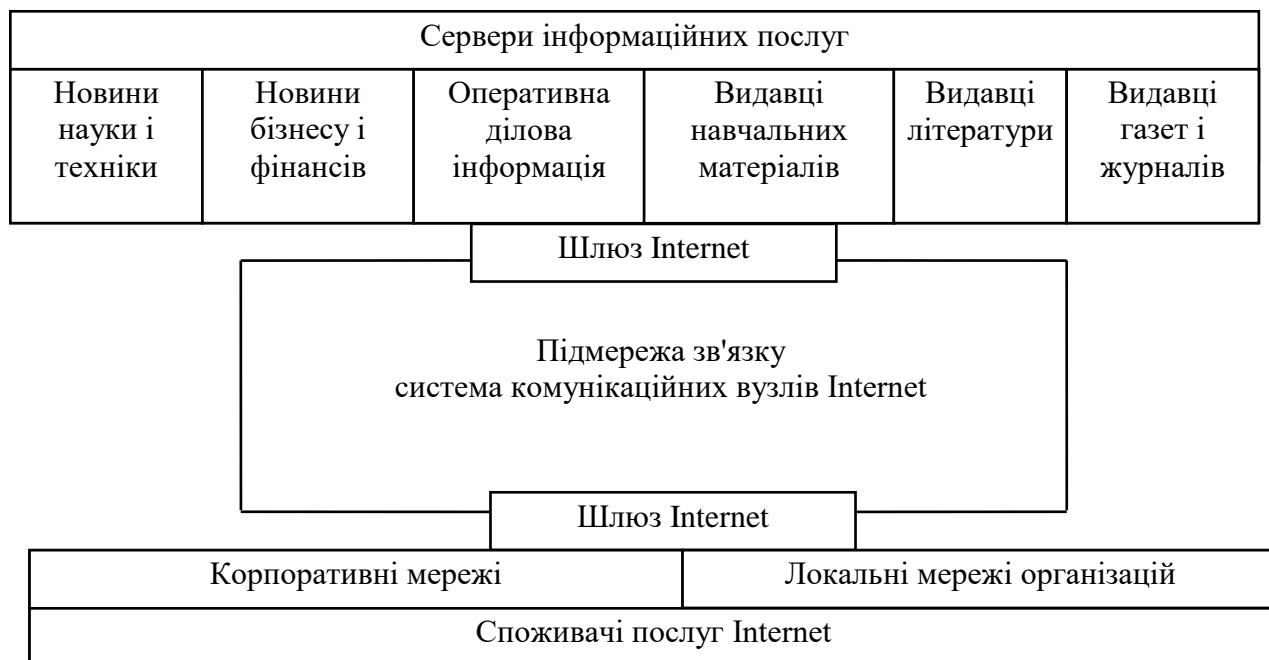 Сервери інформаційних послуг
Новини
науки і
техніки
Новини
бізнесу і
фінансів
Оперативна
ділова
інформація
Видавці
навчальних
матеріалів
Видавці
літератури
Видавці
газет і
журналів
Шлюз Internet
Підмережа зв'язку
система комунікаційних вузлів Internet
Шлюз Internet
Корпоративні мережі
Локальні мережі організацій
Споживачі послуг Internet